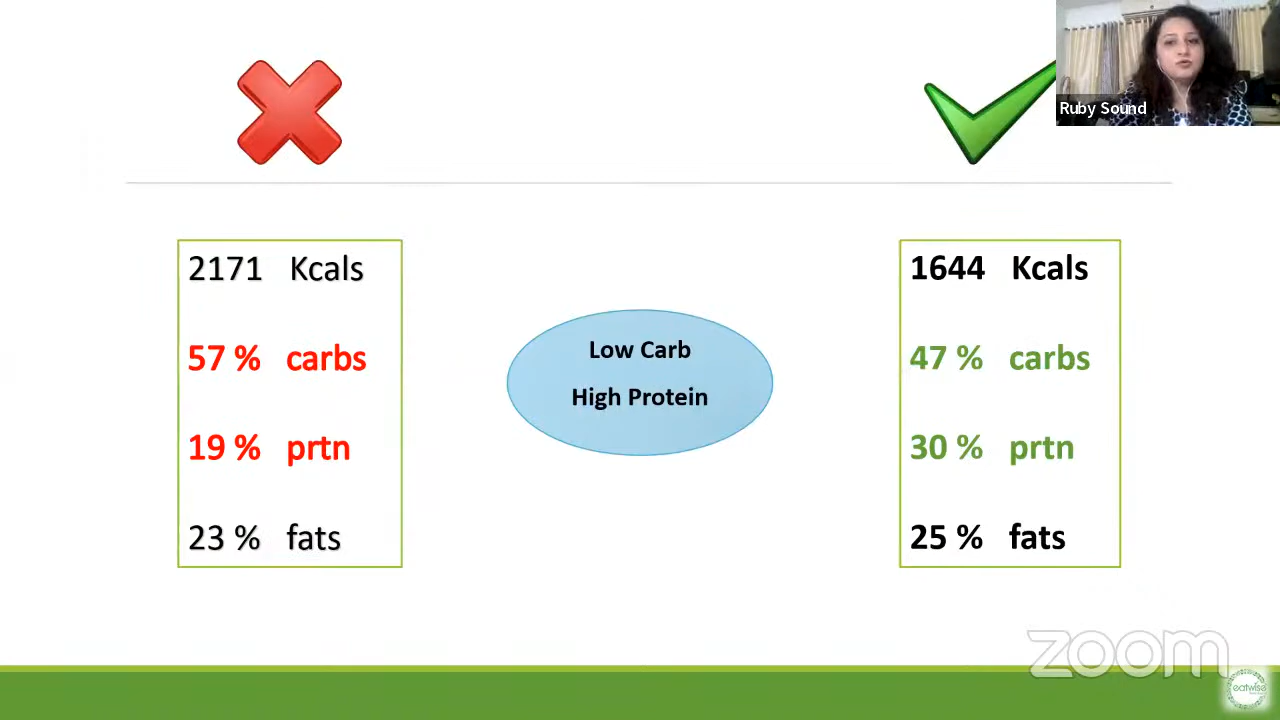 Ruby Sound
2171 Kcals
57 % carbs
19 % prtn
23 % fats
Low Carb
High Protein
1644 Kcals
47 % carbs
30 % prtn
25 % fats
zoom
eatwise